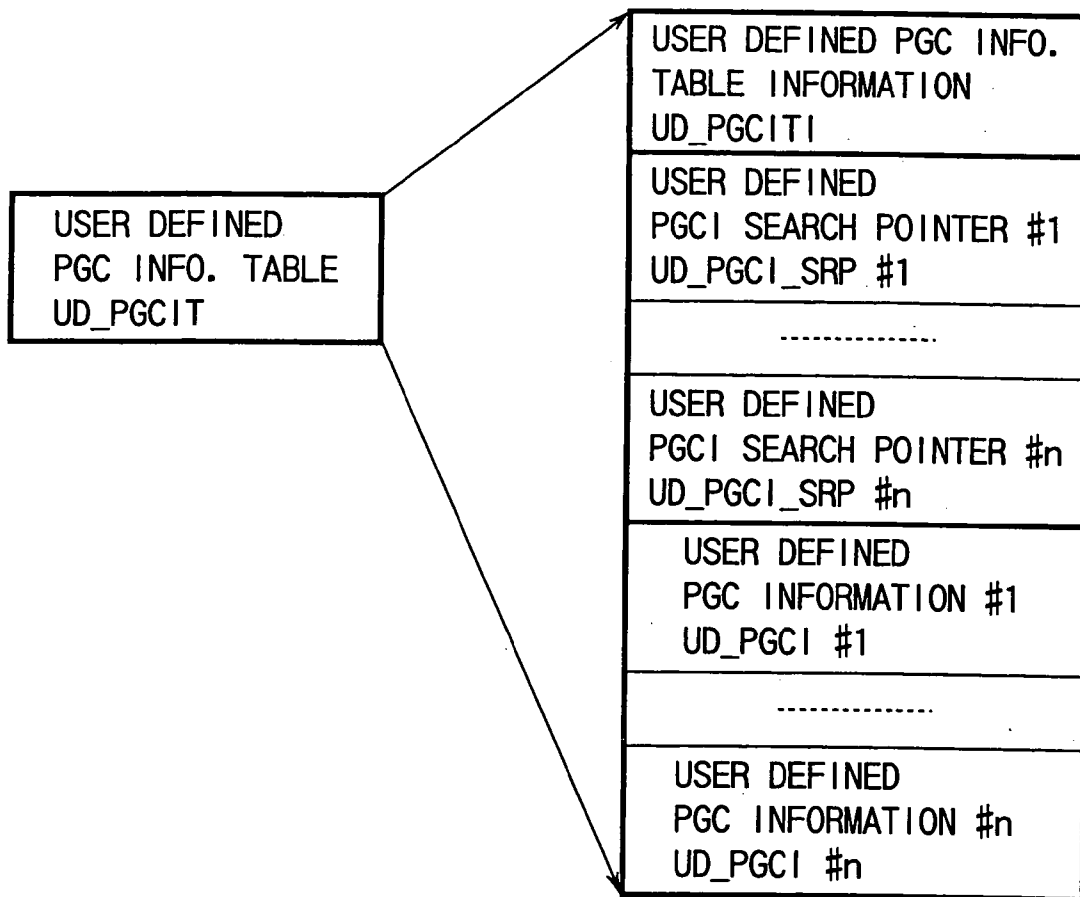 USER DEFINED
PGC INFO. TABLE
UD_PGCIT
USER DEFINED PGC INFO.
TABLE INFORMATION
UD_PGCITI
USER DEFINED
PGCI SEARCH POINTER #1
UD_PGCI_SRP #1
USER DEFINED
PGCI SEARCH POINTER #n
UD_PGCI_SRP #n
USER DEFINED
PGC INFORMATION #1
UD_PGCI #1
USER DEFINED
PGC INFORMATION #n
UD_PGCI #n